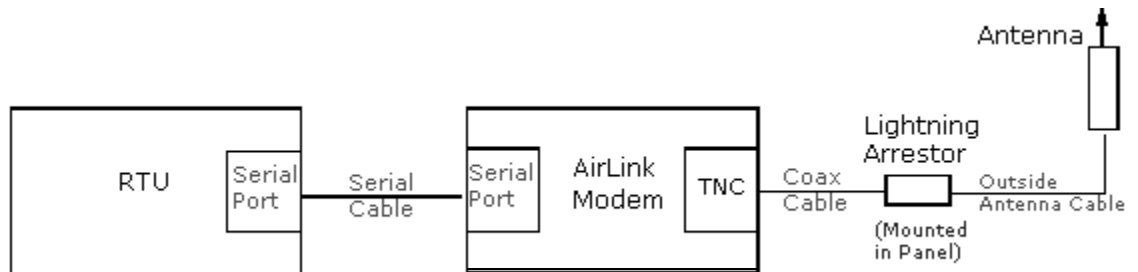 Antenna
RTU
Serial
Port
Serial
Cable
Serial
Port
AirLink
Modem
TNC
Coax
Cable
Lightning
Arrestor
(Mounted
in Panel)
Outside
Antenna Cable